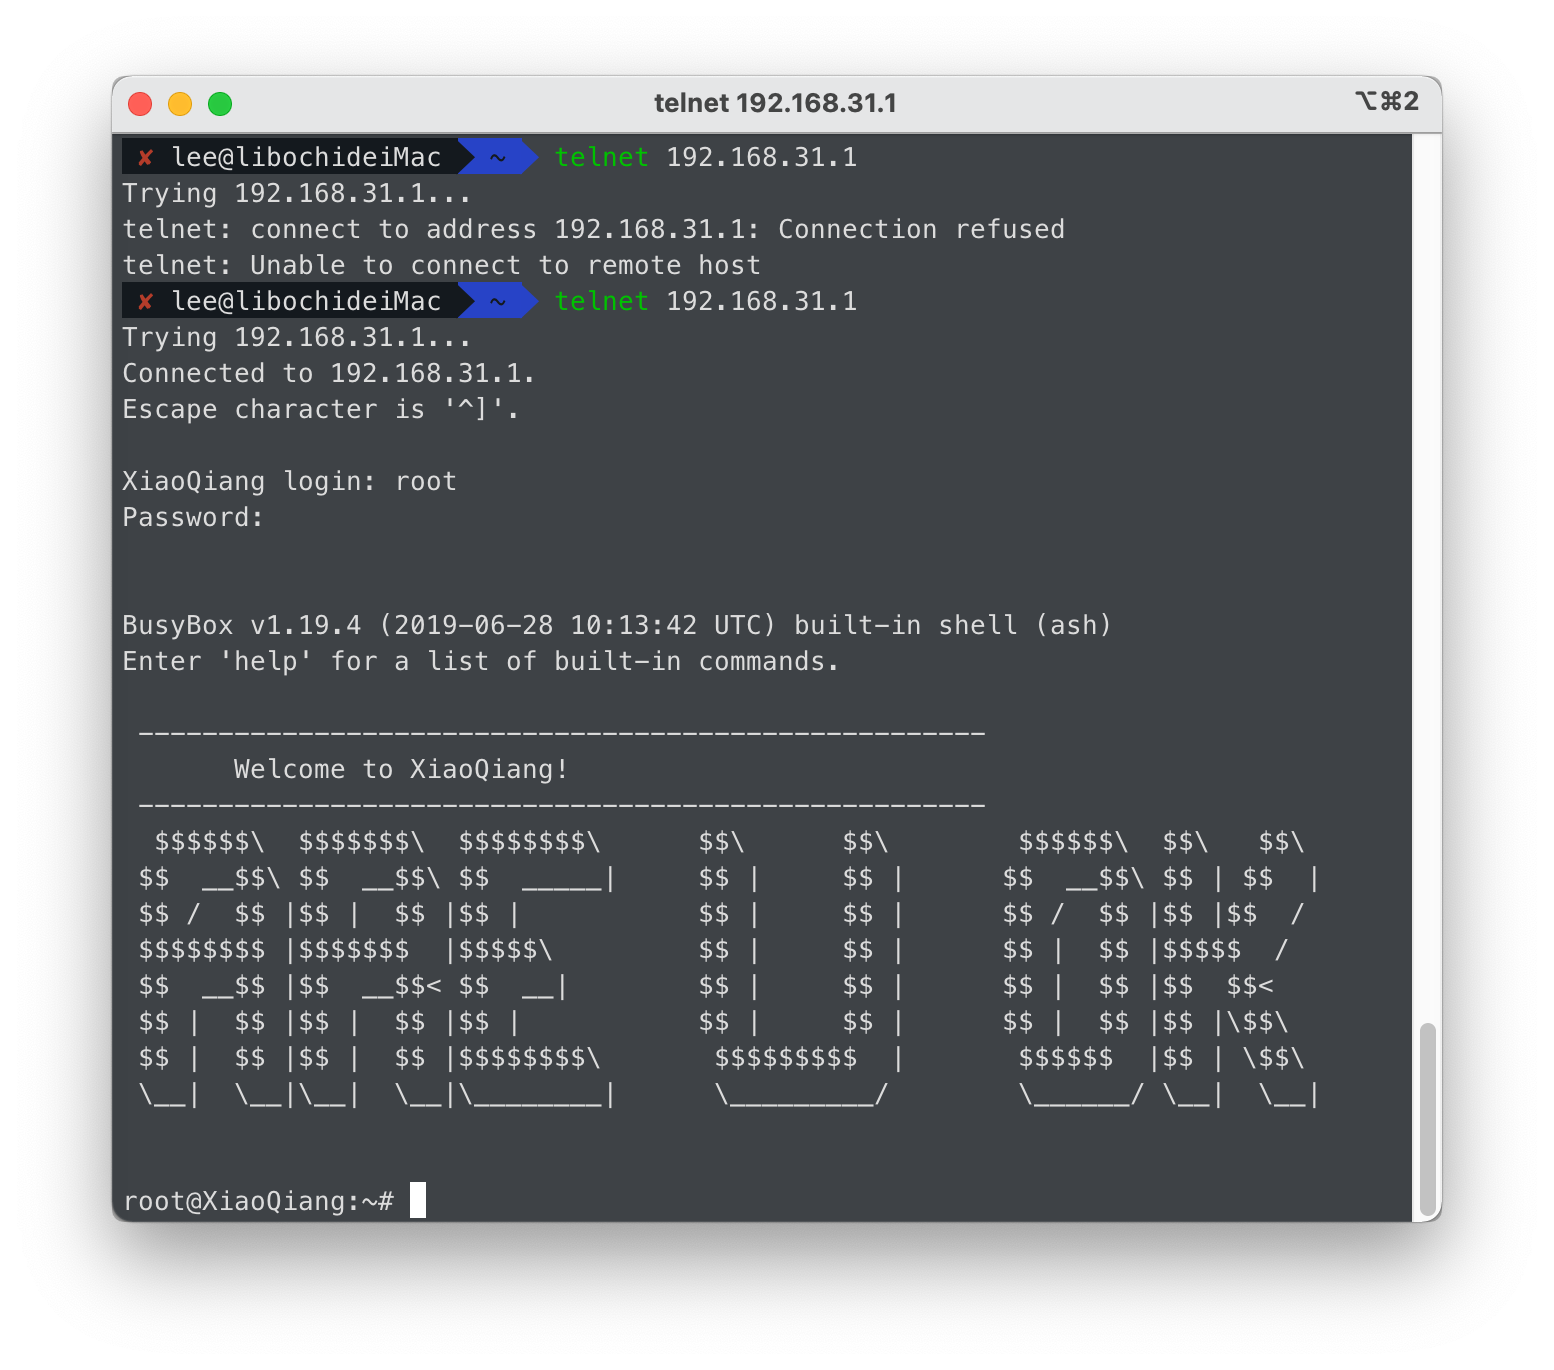 telnet 192.168.31.1
⌥⌘2
✘ lee@libochideiMac ~ telnet 192.168.31.1
Trying 192.168.31.1...
telnet: connect to address 192.168.31.1: Connection refused
telnet: Unable to connect to remote host
✘ lee@libochideiMac ~ telnet 192.168.31.1
Trying 192.168.31.1...
Connected to 192.168.31.1.
Escape character is '^]'.
XiaoQiang login: root
Password:
BusyBox v1.19.4 (2019-06-28 10:13:42 UTC) built-in shell (ash)
Enter 'help' for a list of built-in commands.
 -----------------------------------------------------
       Welcome to XiaoQiang!
 -----------------------------------------------------
  $$$$$$\  $$$$$$$\  $$$$$$$$\      $$\      $$\        $$$$$$\  $$\   $$\
 $$  __$$\ $$  __$$\ $$  _____|     $$ |     $$ |      $$  __$$\ $$ | $$  |
 $$ /  $$ |$$ |  $$ |$$ |           $$ |     $$ |      $$ /  $$ |$$ |$$  /
 $$$$$$$$ |$$$$$$$  |$$$$$\         $$ |     $$ |      $$ |  $$ |$$$$$  /
 $$  __$$ |$$  __$$< $$  __|        $$ |     $$ |      $$ |  $$ |$$  $$<
 $$ |  $$ |$$ |  $$ |$$ |           $$ |     $$ |      $$ |  $$ |$$ |\$$\
 $$ |  $$ |$$ |  $$ |$$$$$$$$\       $$$$$$$$$  |       $$$$$$  |$$ | \$$\
 \__|  \__|\__|  \__|\________|      \_________/        \______/ \__|  \__|
root@XiaoQiang:~#